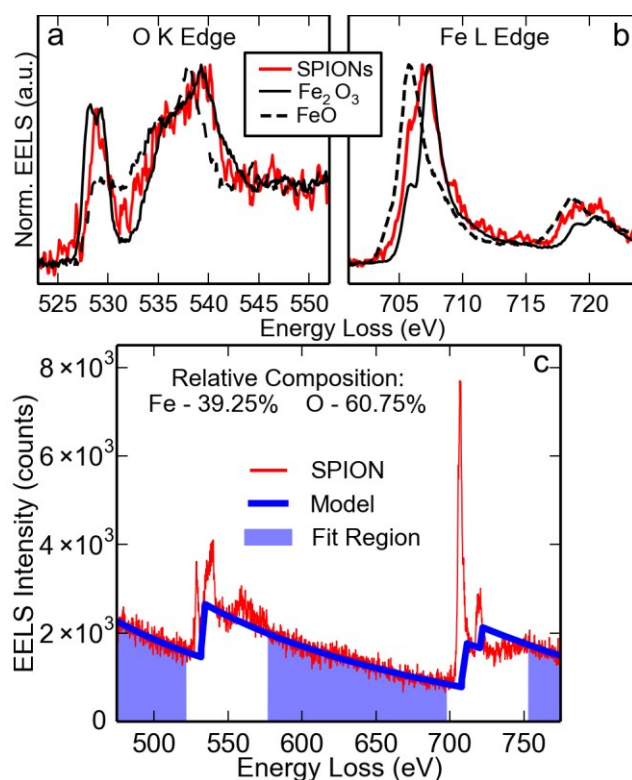 a
O K Edge
Fe L Edge
b
SPIONs
Fe₂O₃
FeO
Norm. EELS (a.u.)
525 530 535 540 545 550
705 710 715 720
Energy Loss (eV)
c
Relative Composition:
Fe - 39.25% O - 60.75%
SPION
Model
Fit Region
EELS Intensity (counts)
8 ×10³
6 ×10³
4 ×10³
2 ×10³
0
500 550 600 650 700 750
Energy Loss (eV)